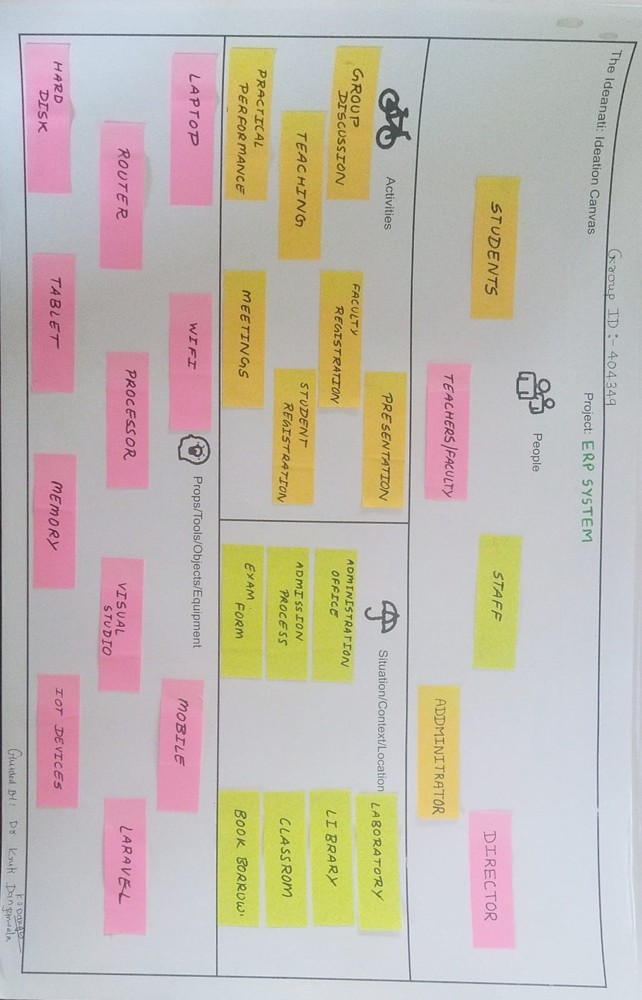 The Ideanati: Ideation Canvas
Group ID :- 404349
Project: ERP SYSTEM
People
STUDENTS
TEACHERS/FACULTY
STAFF
ADDMINITRATOR
DIRECTOR
Activities
GROUP
DISCUSSION
TEACHING
PRACTICAL
PERFORMANCE
FACULTY
REGISTRATION
PRESENTATION
MEETINGS
STUDENT
REGISTRATION
Situation/Context/Location
ADMINISTRATION
OFFICE
ADMISSION
PROCESS
EXAM
FORM
LABORATORY
LIBRARY
CLASSROM
BOOK BORROW
Props/Tools/Objects/Equipment
LAPTOP
WIFI
MOBILE
ROUTER
PROCESSOR
VISUAL
STUDIO
LARAVEL
HARD
DISK
TABLET
MEMORY
IOT DEVICES
Guided By: Dr Kruti Dangarwala